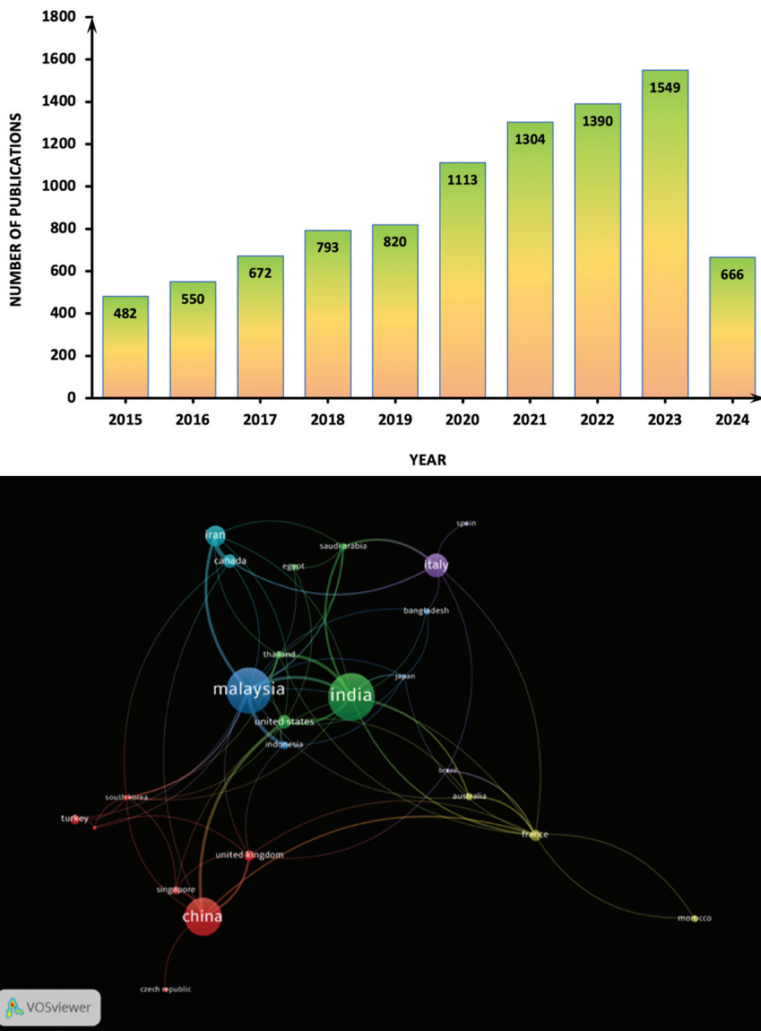 1800
1600
1400
1200
1000
800
600
400
200
0
NUMBER OF PUBLICATIONS
482
550
672
793
820
1113
1304
1390
1549
666
2015 2016 2017 2018 2019 2020 2021 2022 2023 2024
YEAR
spain
iran
saudi arabia
canada
egypt
italy
bangladesh
thailand
japan
malaysia
india
united states
indonesia
brazil
south korea
australia
turkey
france
united kingdom
singapore
china
morocco
czech republic
VOSviewer